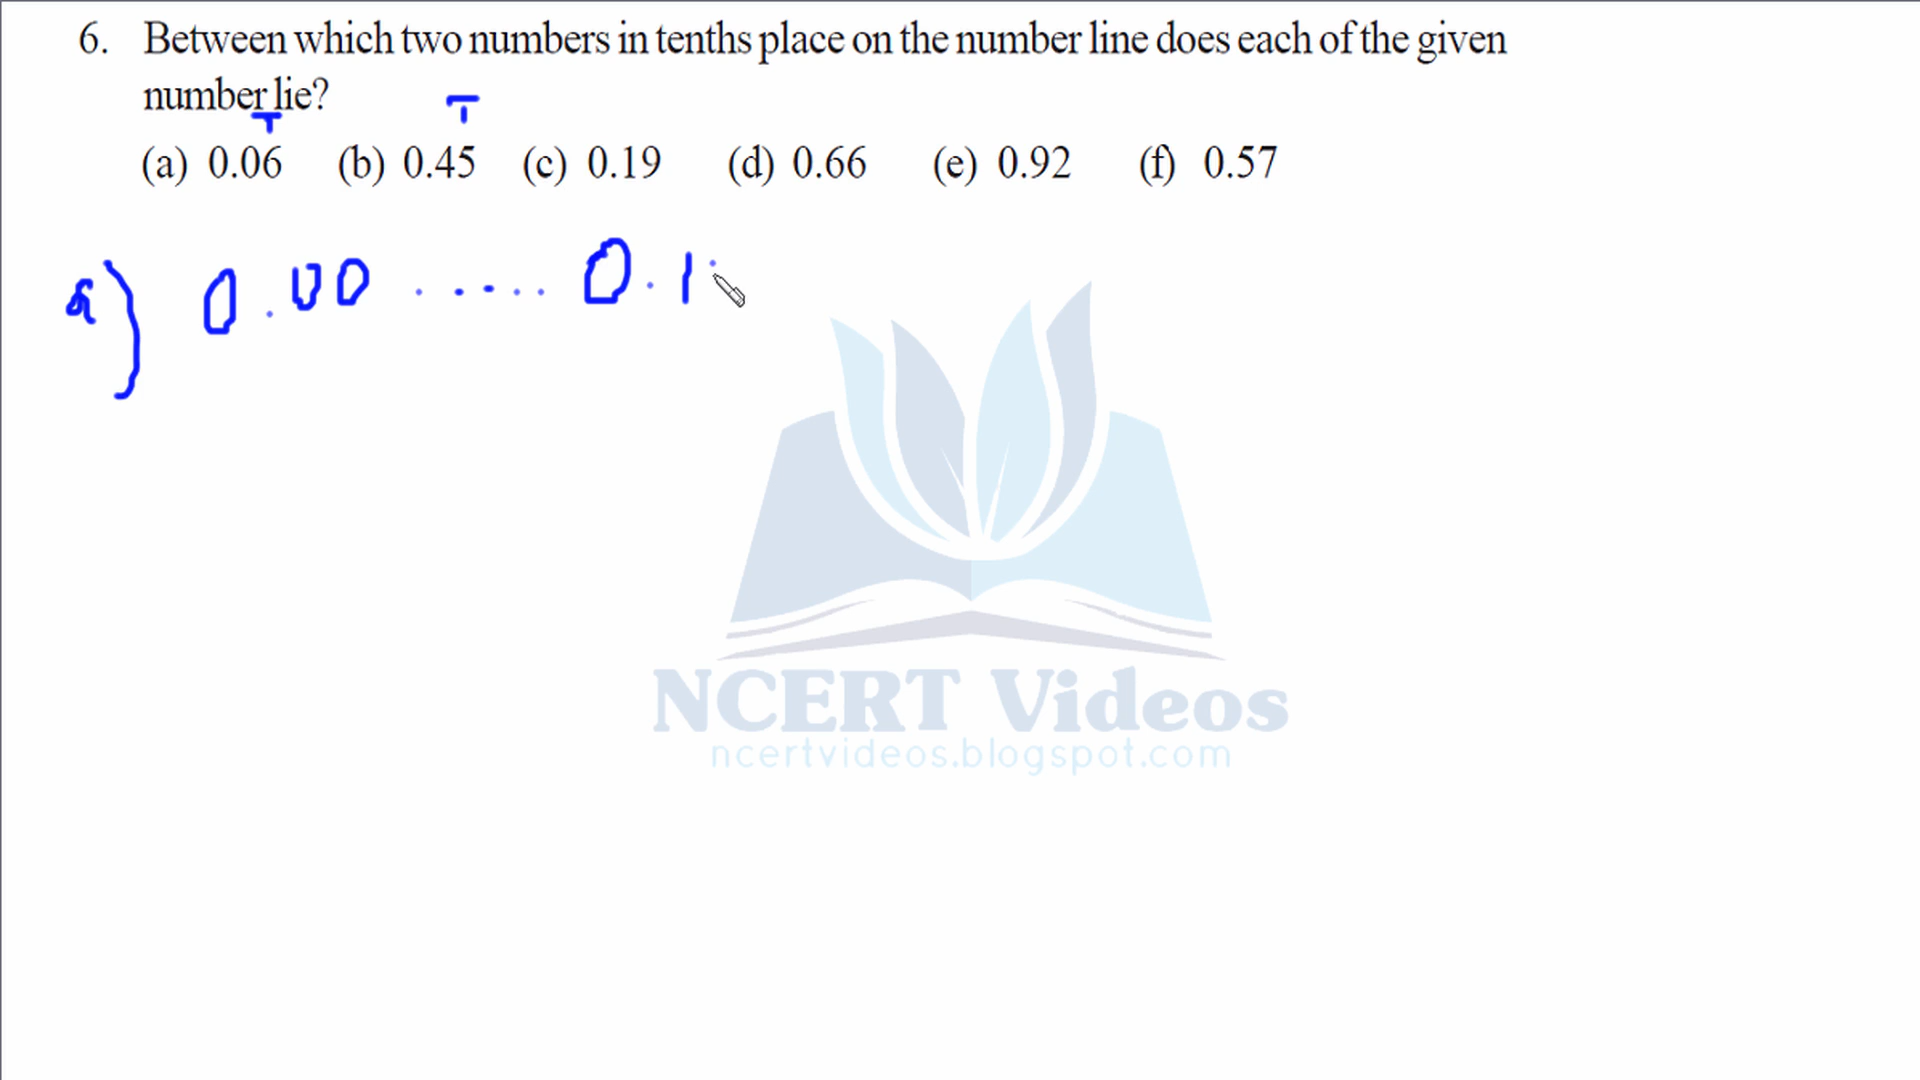 6. Between which two numbers in tenths place on the number line does each of the given
number lie?
T T
(a) 0.06 (b) 0.45 (c) 0.19 (d) 0.66 (e) 0.92 (f) 0.57
a) 0.00 ..... 0.1
NCERT Videos
ncertvideos.blogspot.com